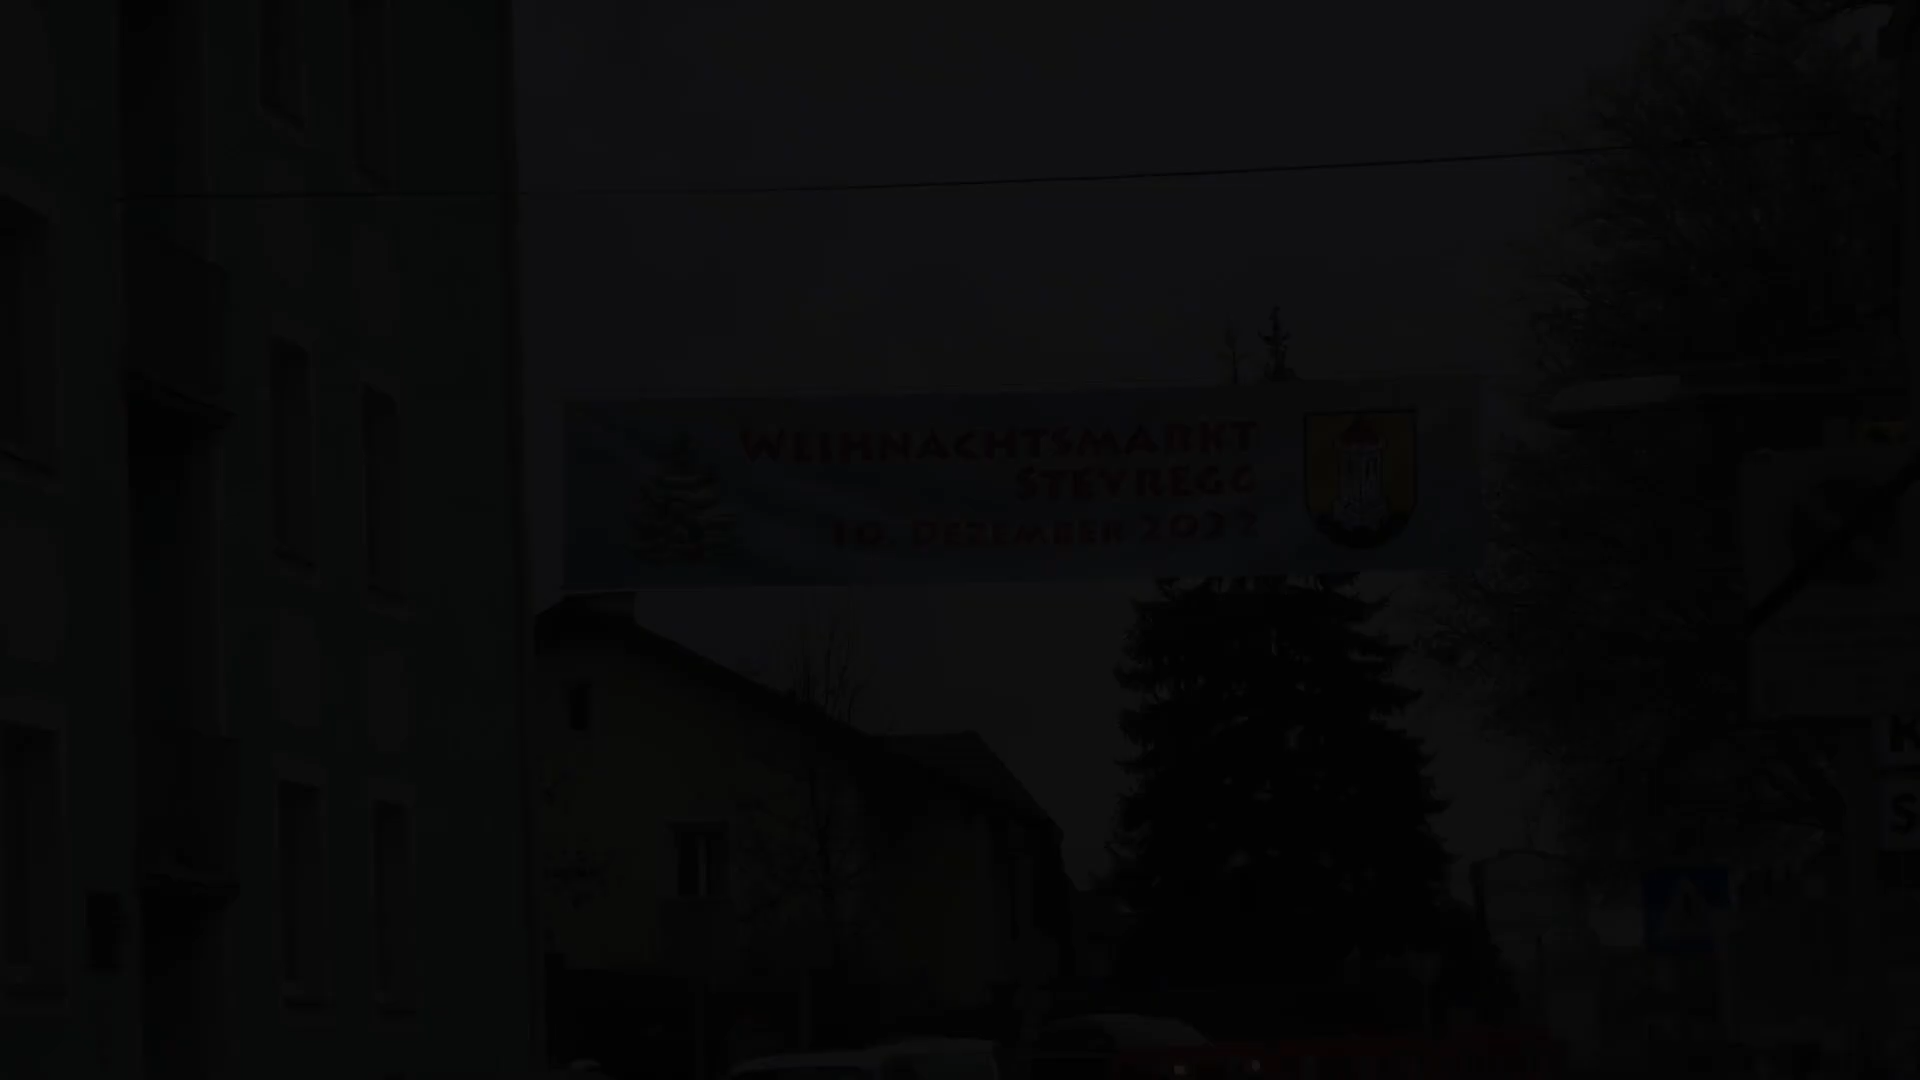 WEIHNACHTSMARKT
STEYREGG
10. DEZEMBER 2022
K
S